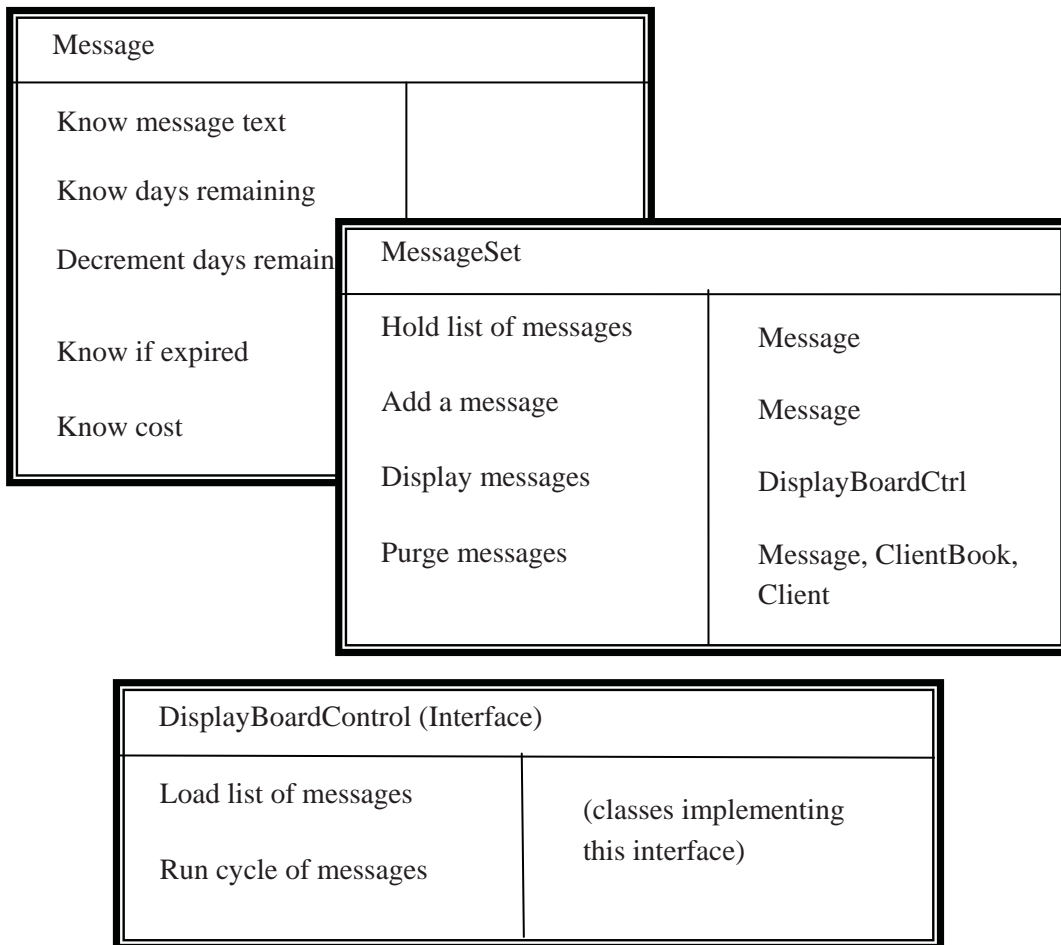 Message
Know message text
Know days remaining
Decrement days remain
Know if expired
Know cost
MessageSet
Hold list of messages
Message
Add a message
Message
Display messages
DisplayBoardCtrl
Purge messages
Message, ClientBook,
Client
DisplayBoardControl (Interface)
Load list of messages
(classes implementing
this interface)
Run cycle of messages